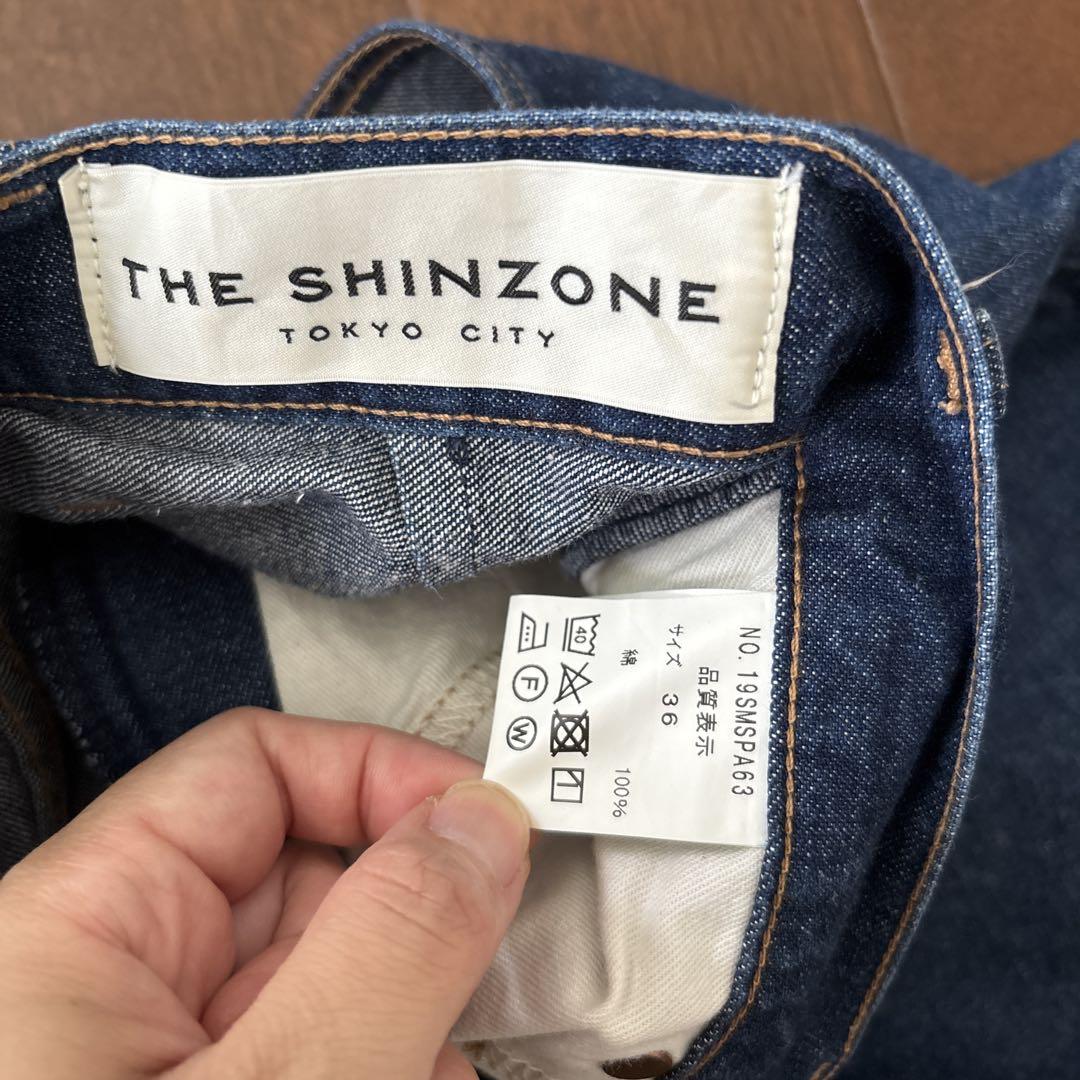 THE SHINZONE
TOKYO CITY
NO. 19SMSPA63
品質表示
サイズ 36
綿 100%
40
F
W